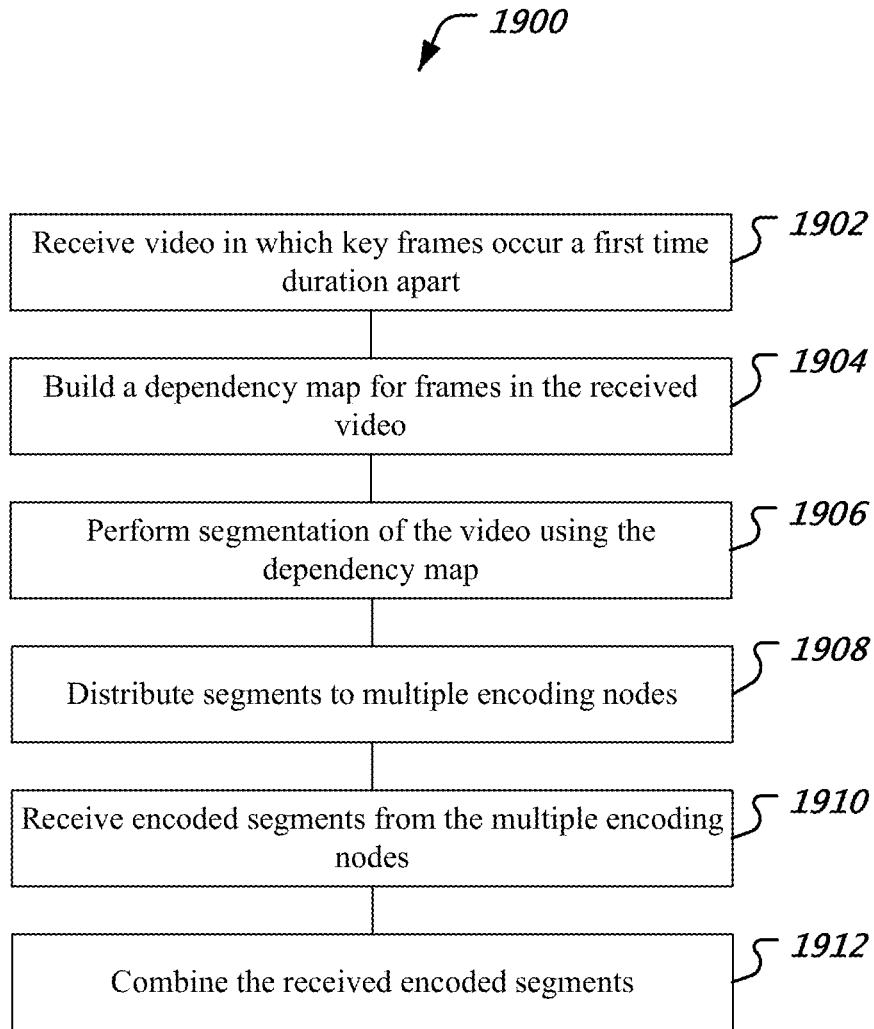 1900
Receive video in which key frames occur a first time
duration apart
1902
Build a dependency map for frames in the received
video
1904
Perform segmentation of the video using the
dependency map
1906
Distribute segments to multiple encoding nodes
1908
Receive encoded segments from the multiple encoding
nodes
1910
Combine the received encoded segments
1912